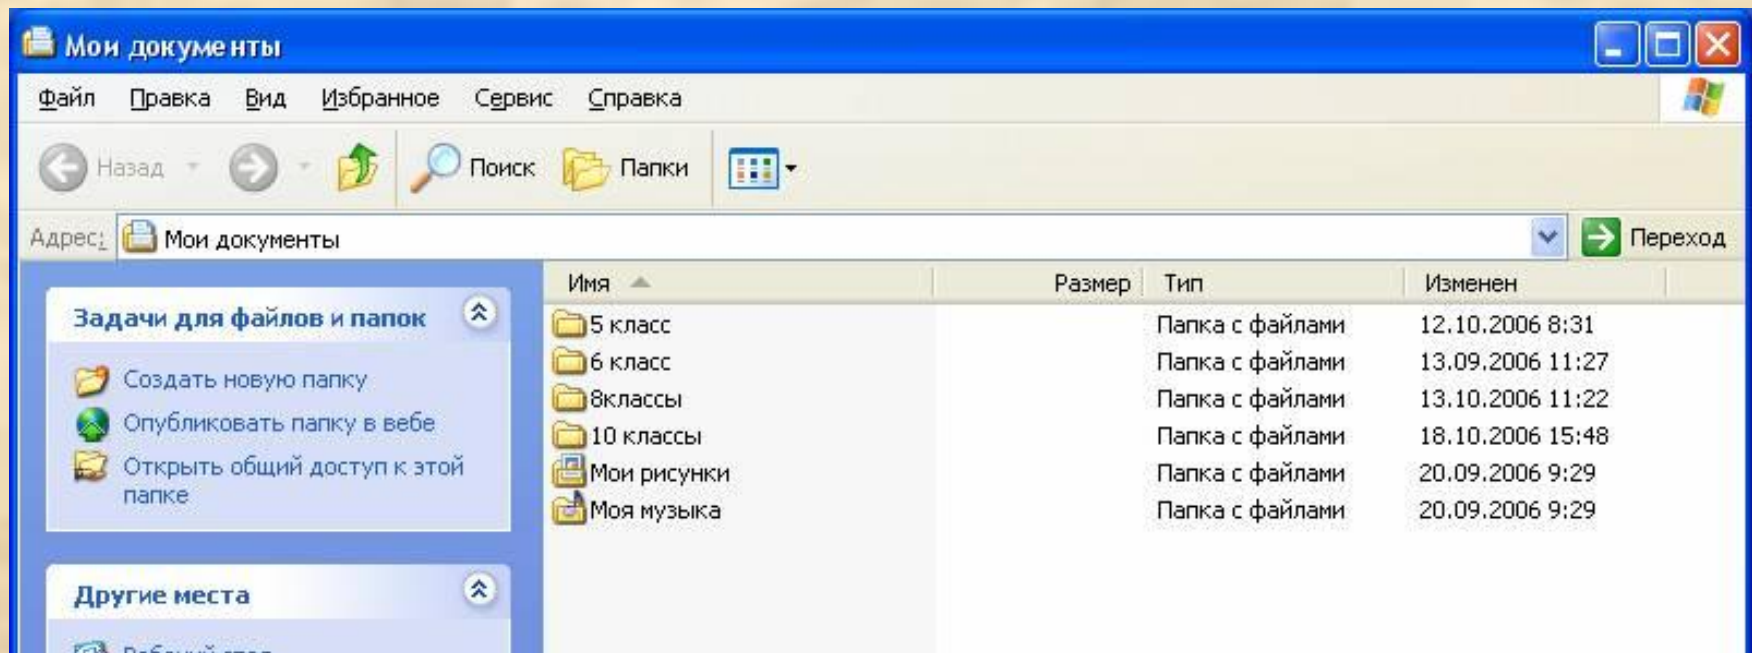 Мои документы
Файл Правка Вид Избранное Сервис Справка
Назад Поиск Папки
Адрес: Мои документы Переход
Имя Размер Тип Изменен
Задачи для файлов и папок
Создать новую папку
Опубликовать папку в вебе
Открыть общий доступ к этой
папке
Другие места
5 класс Папка с файлами 12.10.2006 8:31
6 класс Папка с файлами 13.09.2006 11:27
8классы Папка с файлами 13.10.2006 11:22
10 классы Папка с файлами 18.10.2006 15:48
Мои рисунки Папка с файлами 20.09.2006 9:29
Моя музыка Папка с файлами 20.09.2006 9:29